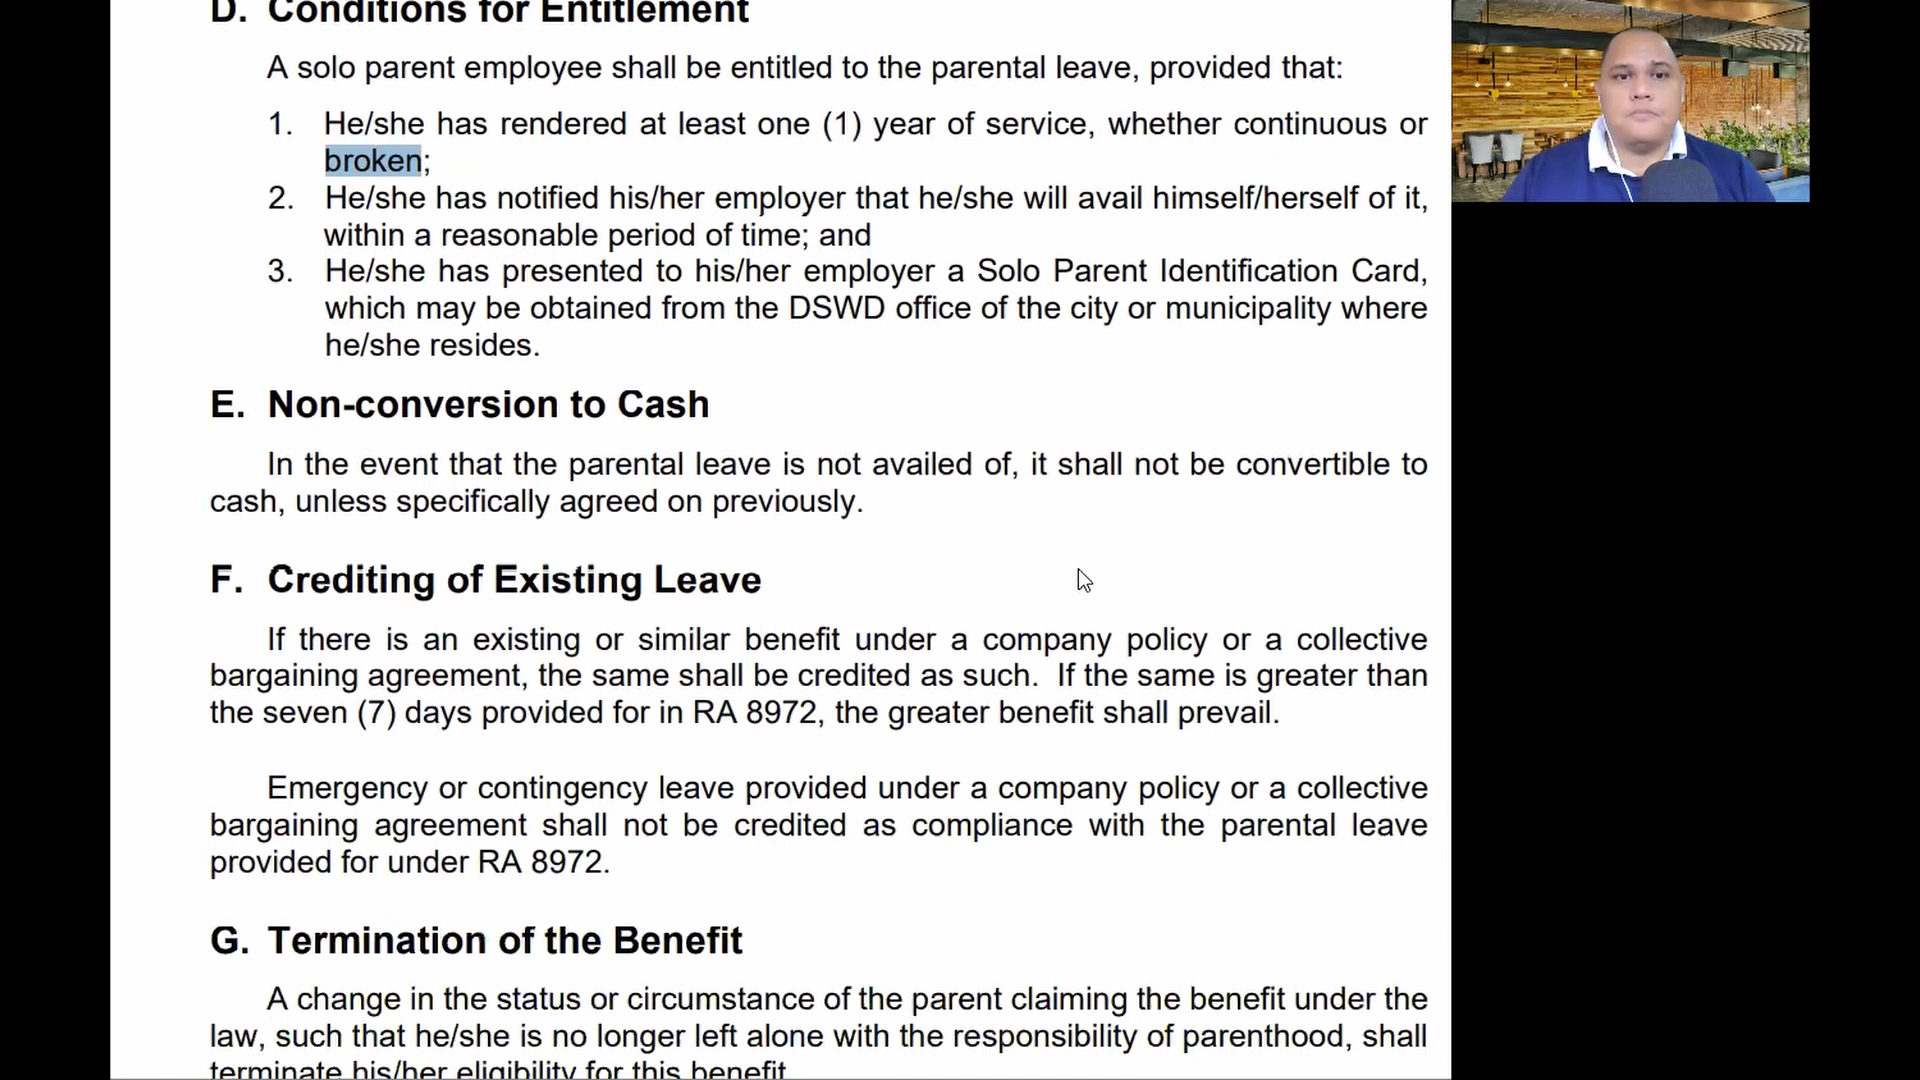 D. Conditions for Entitlement
A solo parent employee shall be entitled to the parental leave, provided that:
1. He/she has rendered at least one (1) year of service, whether continuous or
broken;
2. He/she has notified his/her employer that he/she will avail himself/herself of it,
within a reasonable period of time; and
3. He/she has presented to his/her employer a Solo Parent Identification Card,
which may be obtained from the DSWD office of the city or municipality where
he/she resides.
E. Non-conversion to Cash
In the event that the parental leave is not availed of, it shall not be convertible to
cash, unless specifically agreed on previously.
F. Crediting of Existing Leave
If there is an existing or similar benefit under a company policy or a collective
bargaining agreement, the same shall be credited as such. If the same is greater than
the seven (7) days provided for in RA 8972, the greater benefit shall prevail.
Emergency or contingency leave provided under a company policy or a collective
bargaining agreement shall not be credited as compliance with the parental leave
provided for under RA 8972.
G. Termination of the Benefit
A change in the status or circumstance of the parent claiming the benefit under the
law, such that he/she is no longer left alone with the responsibility of parenthood, shall
terminate his/her eligibility for this benefit